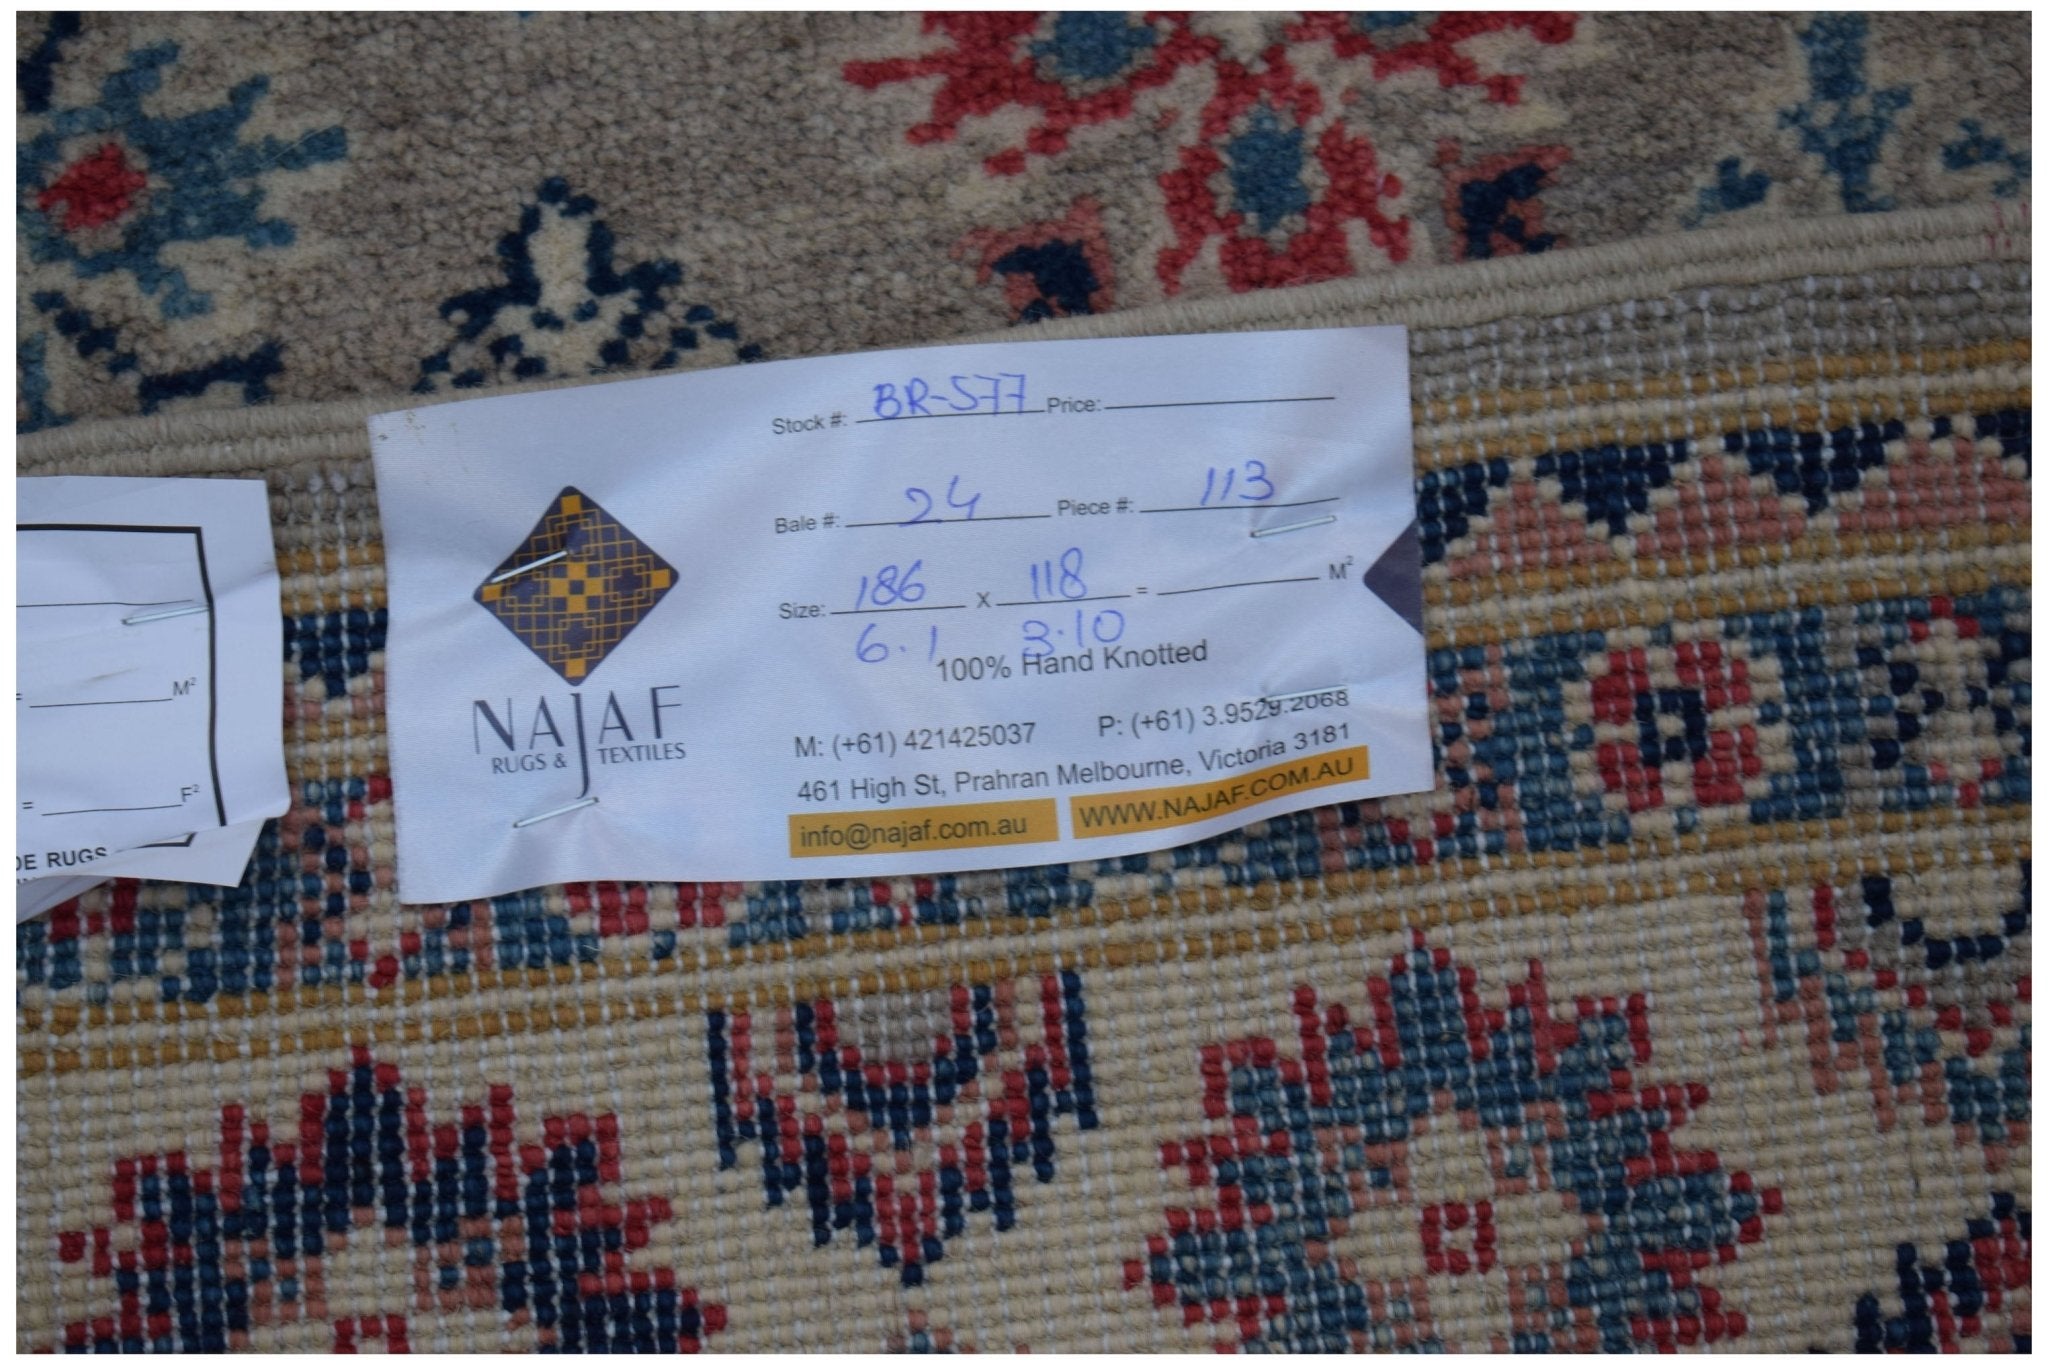 Stock #: BR-577 Price:
Bale #: 24 Piece #: 113
Size: 186 x 118 = M²
6.1 3.10
100% Hand Knotted
NAJAF
RUGS & TEXTILES
M: (+61) 421425037 P: (+61) 3.9529.2068
461 High St, Prahran Melbourne, Victoria 3181
info@najaf.com.au WWW.NAJAF.COM.AU
= M²
= F²
RUGS